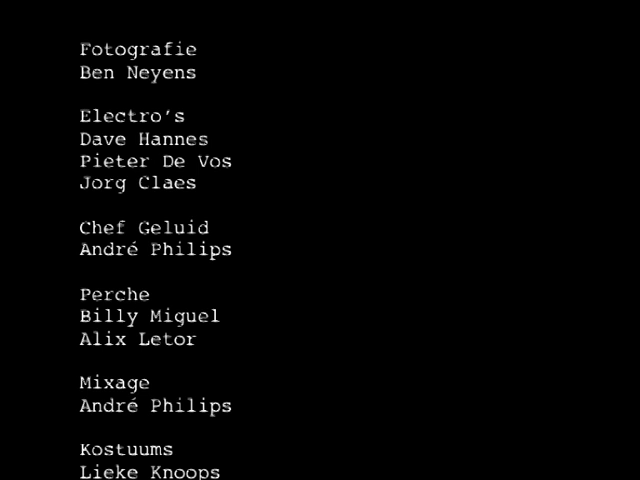 Fotografie
Ben Neyens
Electro's
Dave Hannes
Pieter De Vos
Jorg Claes
Chef Geluid
André Philips
Perche
Billy Miguel
Alix Letor
Mixage
André Philips
Kostuums
Lieke Knoops